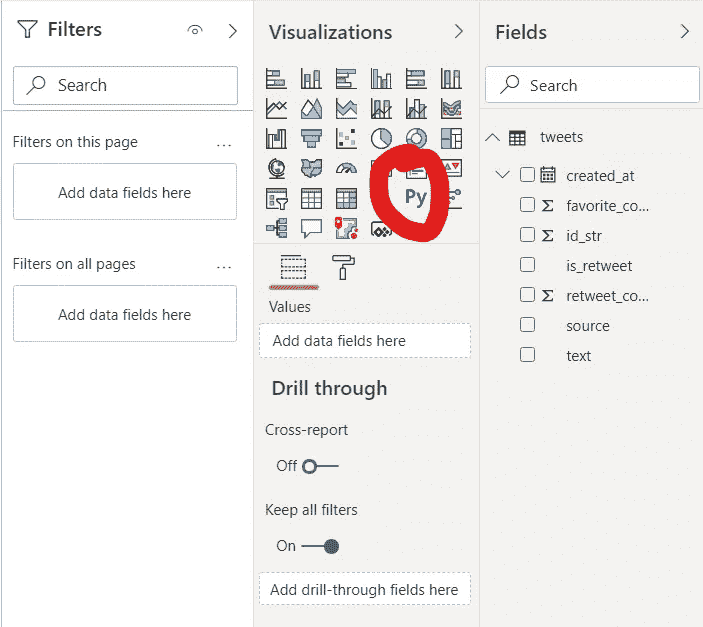 Filters
Search
Filters on this page
...
Add data fields here
Filters on all pages
...
Add data fields here
Visualizations
Py
Values
Add data fields here
Drill through
Cross-report
Off
Keep all filters
On
Add drill-through fields here
Fields
Search
tweets
created_at
Σ favorite_co...
Σ id_str
is_retweet
Σ retweet_co...
source
text